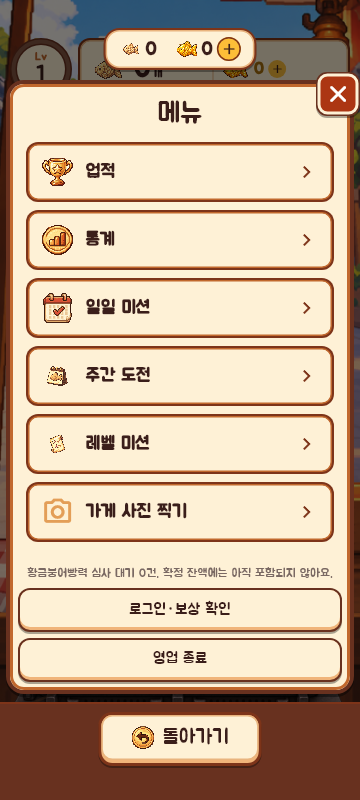 0 0 +
Lv
1
메뉴
업적
통계
일일 미션
주간 도전
레벨 미션
가게 사진 찍기
황금붕어빵력 심사 대기 0건, 확정 잔액에는 아직 포함되지 않아요.
로그인·보상 확인
영업 종료
돌아가기